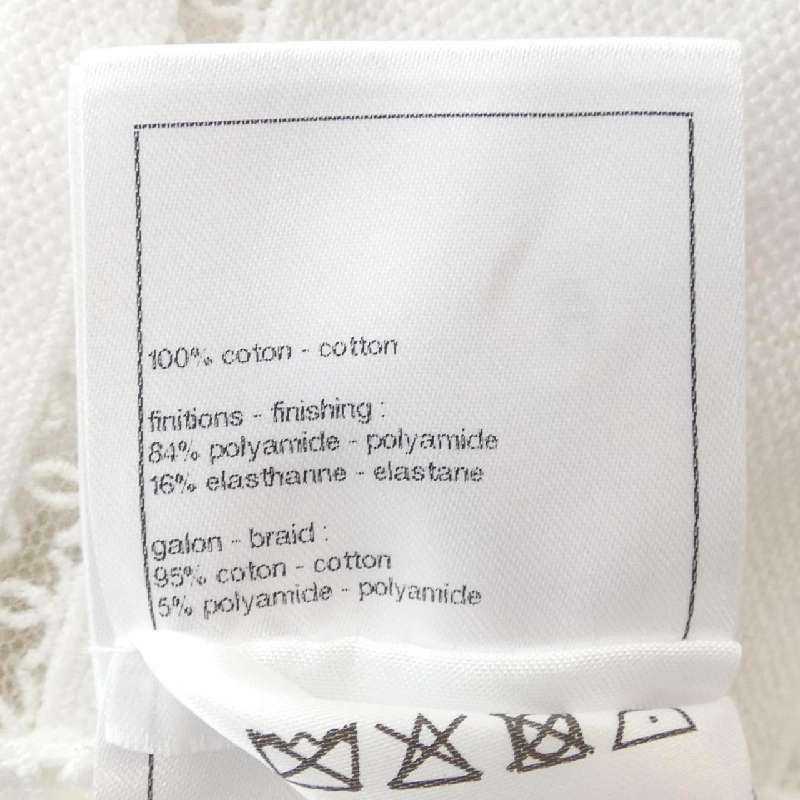 100% coton - cotton
finitions - finishing :
84% polyamide - polyamide
16% elasthanne - elastane
galon - braid :
95% coton - cotton
5% polyamide - polyamide